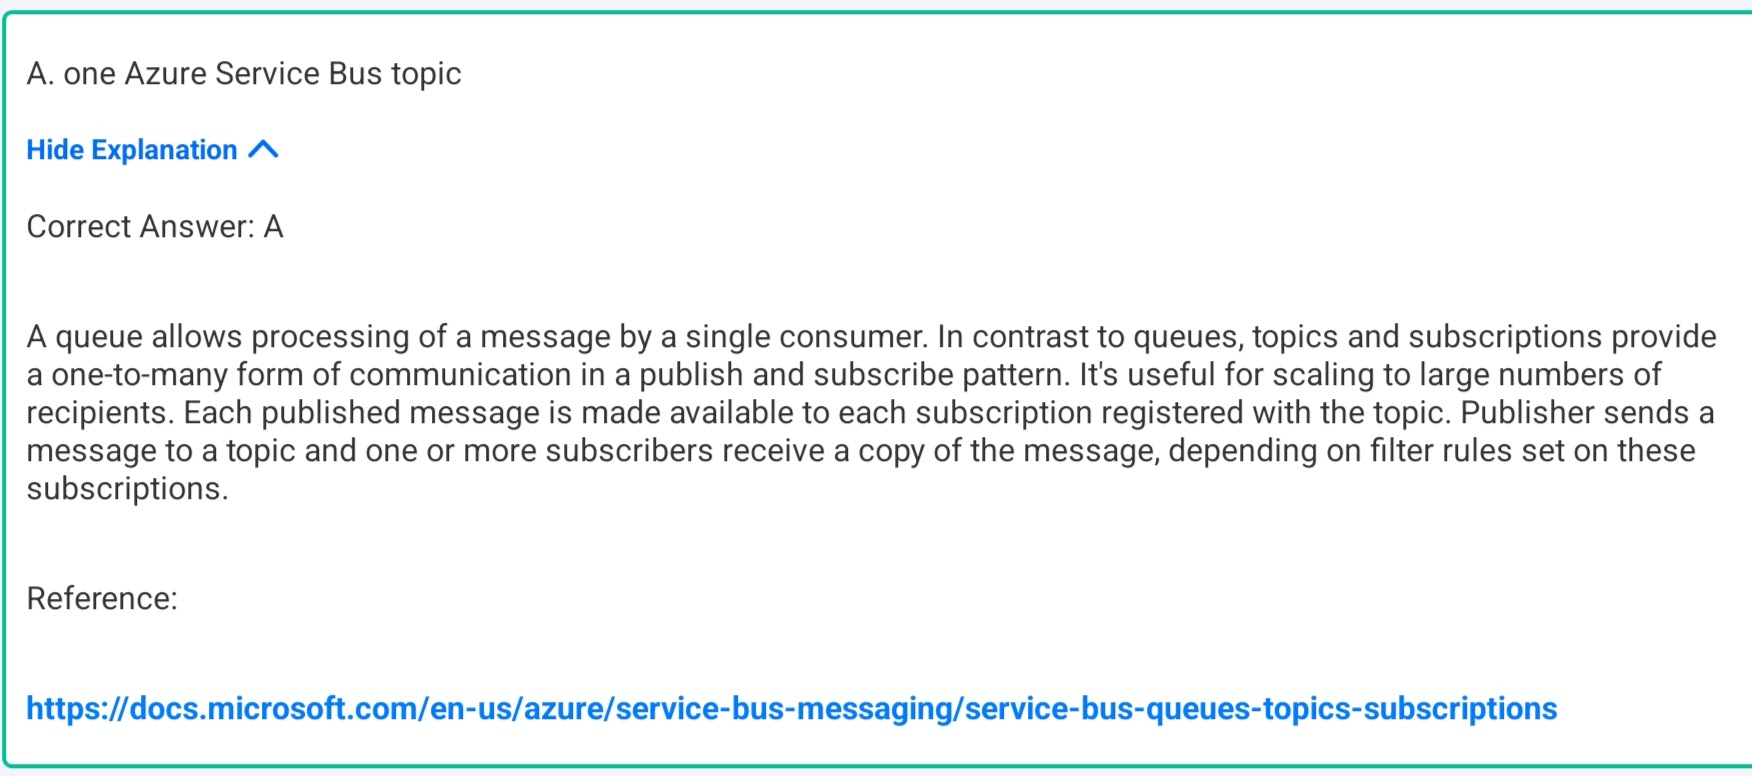 A. one Azure Service Bus topic
Hide Explanation
Correct Answer: A
A queue allows processing of a message by a single consumer. In contrast to queues, topics and subscriptions provide
a one-to-many form of communication in a publish and subscribe pattern. It's useful for scaling to large numbers of
recipients. Each published message is made available to each subscription registered with the topic. Publisher sends a
message to a topic and one or more subscribers receive a copy of the message, depending on filter rules set on these
subscriptions.
Reference:
https://docs.microsoft.com/en-us/azure/service-bus-messaging/service-bus-queues-topics-subscriptions